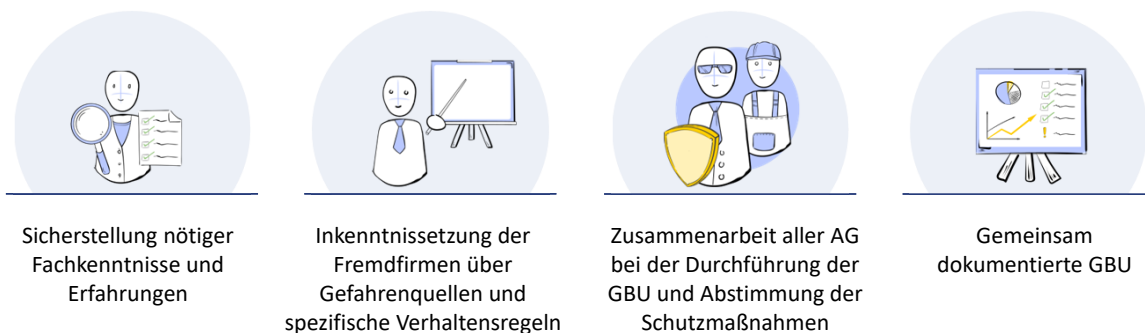 Sicherstellung nötiger
Fachkenntnisse und
Erfahrungen
Inkenntnissetzung der
Fremdfirmen über
Gefahrenquellen und
spezifische Verhaltensregeln
Zusammenarbeit aller AG
bei der Durchführung der
GBU und Abstimmung der
Schutzmaßnahmen
Gemeinsam
dokumentierte GBU